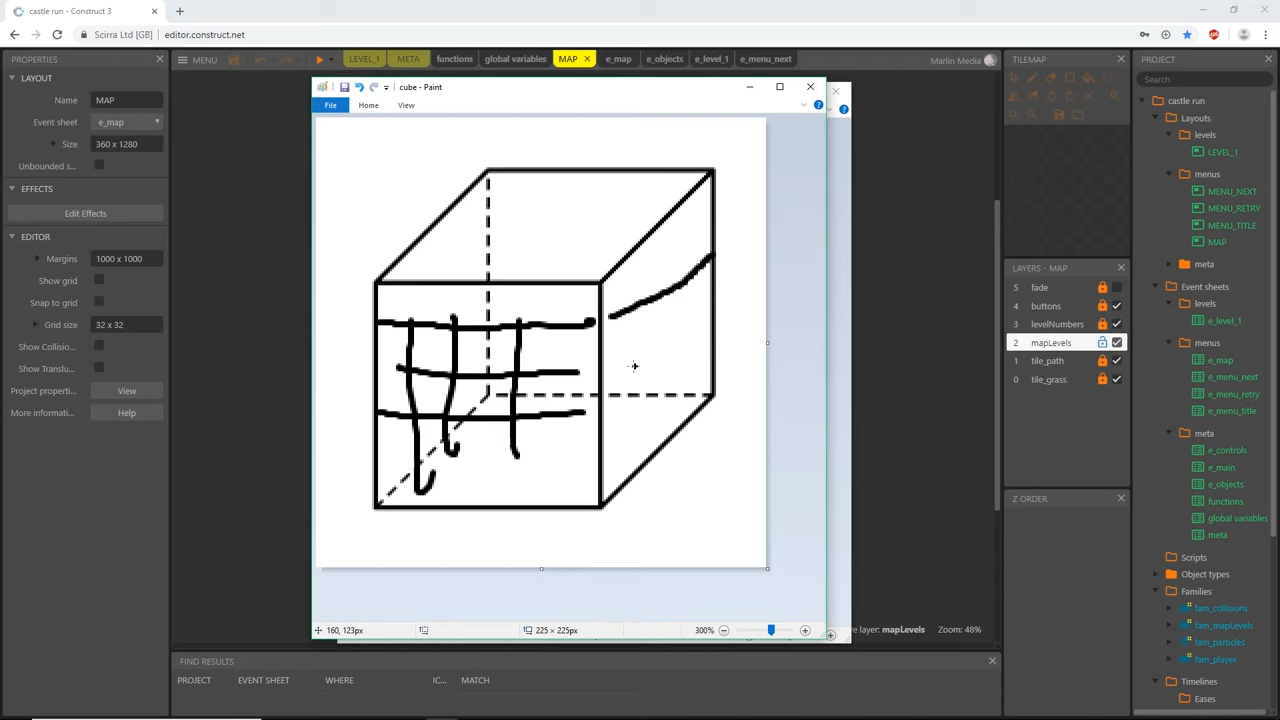 castle run - Construct 3
Scirra Ltd [GB] | editor.construct.net
PROPERTIES
MENU
LEVEL_1
META
functions
global variables
MAP
e_map
e_objects
e_level_1
e_menu_next
Marlin Media
TILEMAP
PROJECT
LAYOUT
Name
MAP
Event sheet
e_map
Size
360 x 1280
Unbounded s...
EFFECTS
Edit Effects
EDITOR
Margins
1000 x 1000
Show grid
Snap to grid
Grid size
32 x 32
Show Collisio...
Show Translu...
Project properti...
View
More informati...
Help
cube - Paint
File
Home
View
160, 123px
225 × 225px
300%
e layer: mapLevels
Zoom: 48%
FIND RESULTS
PROJECT
EVENT SHEET
WHERE
IC...
MATCH
LAYERS - MAP
5 fade
4 buttons
3 levelNumbers
2 mapLevels
1 tile_path
0 tile_grass
Z ORDER
Search
castle run
Layouts
levels
LEVEL_1
menus
MENU_NEXT
MENU_RETRY
MENU_TITLE
MAP
meta
Event sheets
levels
e_level_1
menus
e_map
e_menu_next
e_menu_retry
e_menu_title
meta
e_controls
e_main
e_objects
functions
global variables
meta
Scripts
Object types
Families
fam_collisions
fam_mapLevels
fam_particles
fam_player
Timelines
Eases